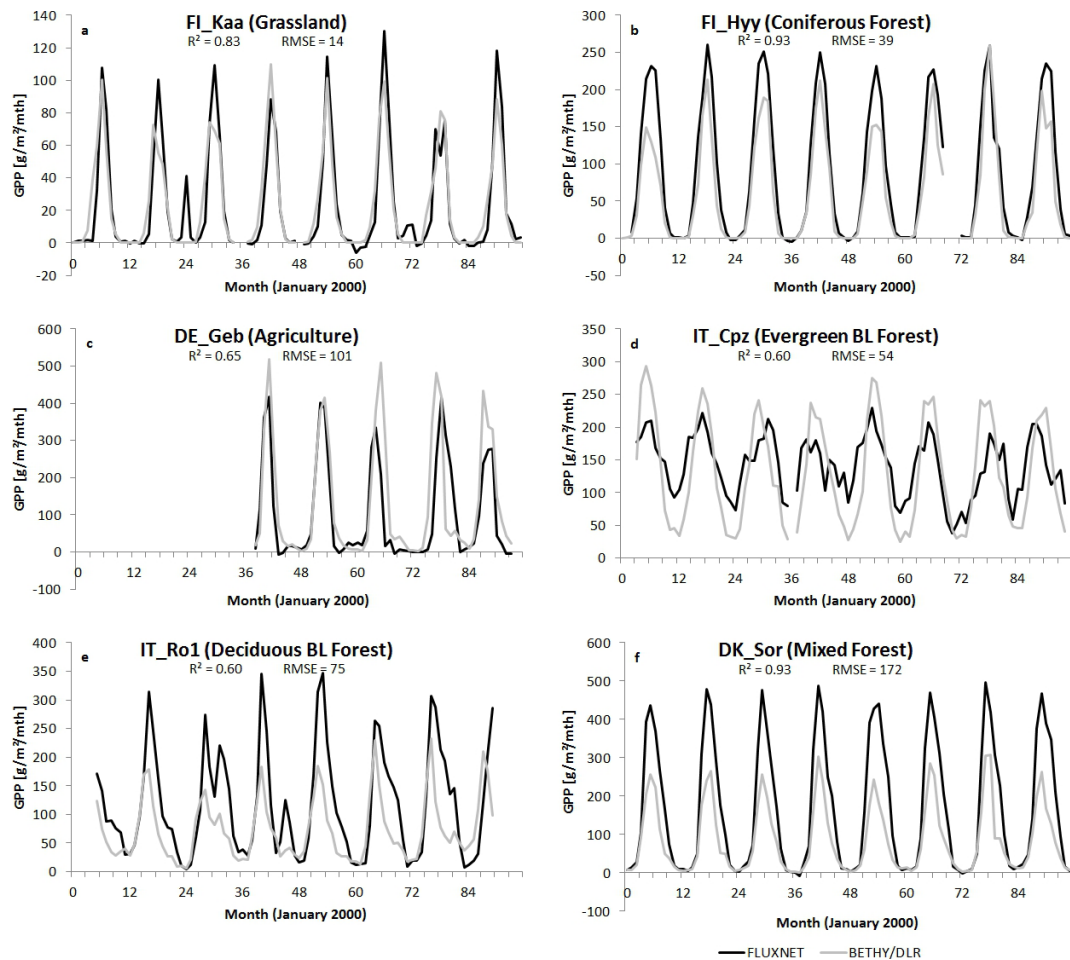 a
FI_Kaa (Grassland)
R² = 0.83 RMSE = 14
GPP [g/m²/mth]
140
120
100
80
60
40
20
0
-20
0 12 24 36 48 60 72 84
Month (January 2000)
b
FI_Hyy (Coniferous Forest)
R² = 0.93 RMSE = 39
GPP [g/m²/mth]
300
250
200
150
100
50
0
-50
0 12 24 36 48 60 72 84
Month (January 2000)
c
DE_Geb (Agriculture)
R² = 0.65 RMSE = 101
GPP [g/m²/mth]
600
500
400
300
200
100
0
-100
0 12 24 36 48 60 72 84
Month (January 2000)
d
IT_Cpz (Evergreen BL Forest)
R² = 0.60 RMSE = 54
GPP [g/m²/mth]
350
300
250
200
150
100
50
0
0 12 24 36 48 60 72 84
Month (January 2000)
e
IT_Ro1 (Deciduous BL Forest)
R² = 0.60 RMSE = 75
GPP [g/m²/mth]
400
350
300
250
200
150
100
50
0
0 12 24 36 48 60 72 84
Month (January 2000)
f
DK_Sor (Mixed Forest)
R² = 0.93 RMSE = 172
GPP [g/m²/mth]
600
500
400
300
200
100
0
-100
0 12 24 36 48 60 72 84
Month (January 2000)
FLUXNET BETHY/DLR